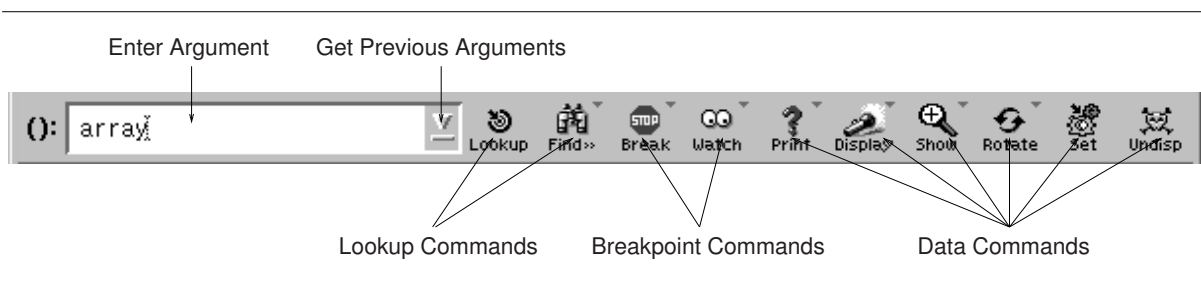 Enter Argument Get Previous Arguments
(): array
STOP
Lookup Find» Break Watch Print Display Show Rotate Set Undisp
Lookup Commands Breakpoint Commands Data Commands